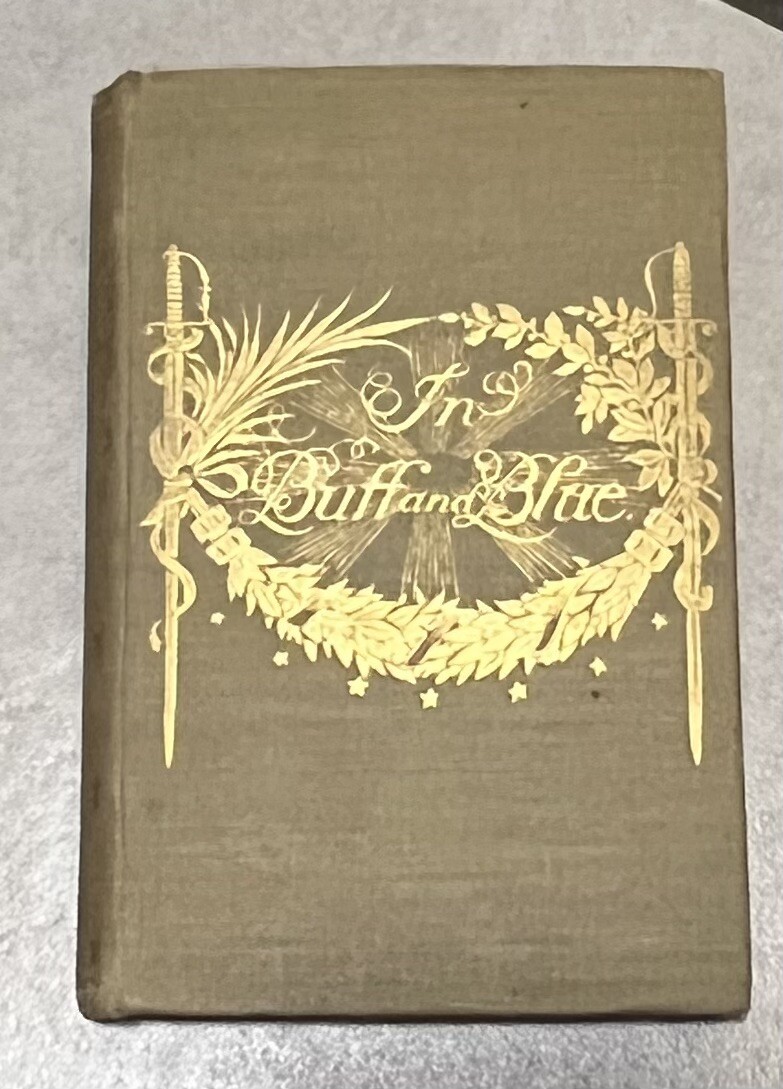 In
Buff and Blue.